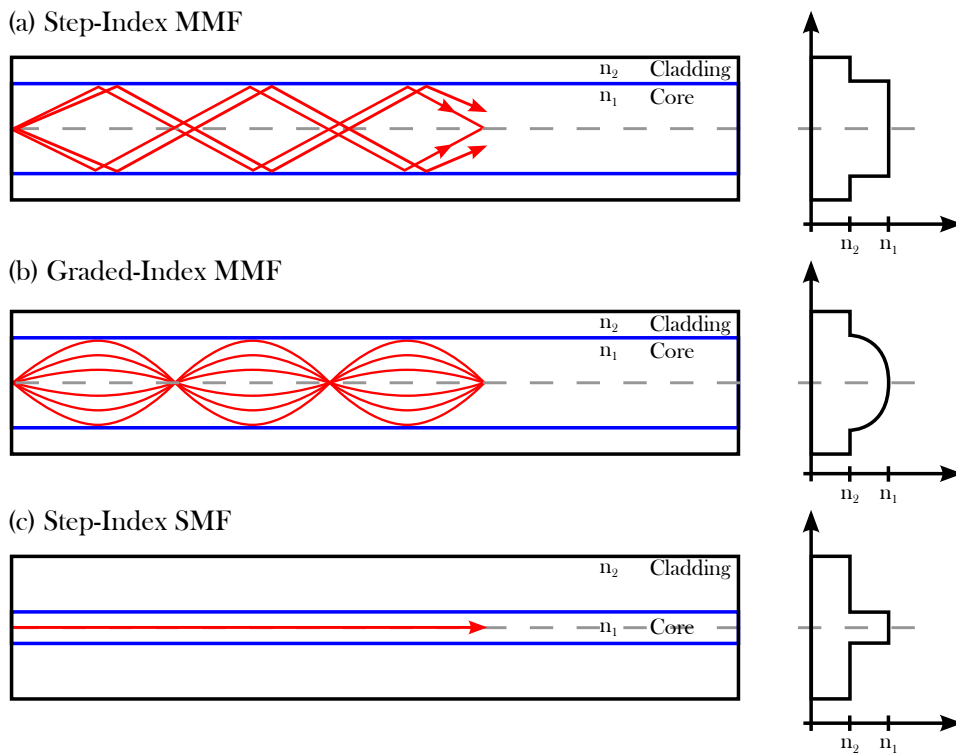 (a) Step-Index MMF
n₂ Cladding
n₁ Core
n₂ n₁
(b) Graded-Index MMF
n₂ Cladding
n₁ Core
n₂ n₁
(c) Step-Index SMF
n₂ Cladding
n₁ Core
n₂ n₁